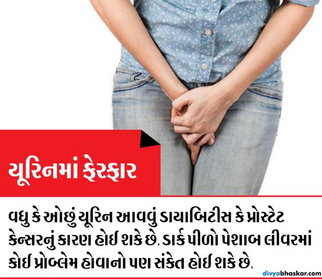 યૂરિનમાં ફેરફાર
વધુ કે ઓછું યૂરિન આવવું ડાયાબિટીસ કે પ્રોસ્ટેટ
કેન્સરનું કારણ હોઈ શકે છે. ડાર્ક પીળો પેશાબ લીવરમાં
કોઈ પ્રોબ્લેમ હોવાનો પણ સંકેત હોઈ શકે છે.
divyabhaskar.com